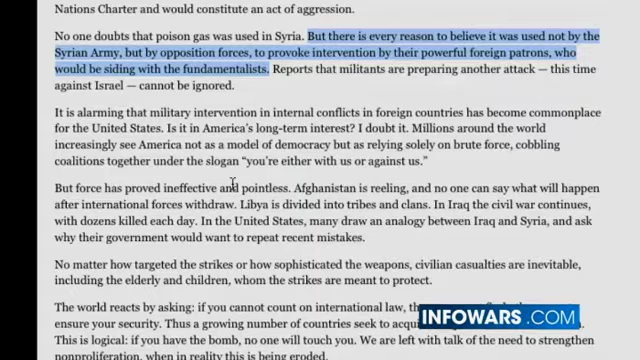 Nations Charter and would constitute an act of aggression.
No one doubts that poison gas was used in Syria. But there is every reason to believe it was used not by the
Syrian Army, but by opposition forces, to provoke intervention by their powerful foreign patrons, who
would be siding with the fundamentalists. Reports that militants are preparing another attack — this time
against Israel — cannot be ignored.
It is alarming that military intervention in internal conflicts in foreign countries has become commonplace
for the United States. Is it in America's long-term interest? I doubt it. Millions around the world
increasingly see America not as a model of democracy but as relying solely on brute force, cobbling
coalitions together under the slogan “you're either with us or against us.”
But force has proved ineffective and pointless. Afghanistan is reeling, and no one can say what will happen
after international forces withdraw. Libya is divided into tribes and clans. In Iraq the civil war continues,
with dozens killed each day. In the United States, many draw an analogy between Iraq and Syria, and ask
why their government would want to repeat recent mistakes.
No matter how targeted the strikes or how sophisticated the weapons, civilian casualties are inevitable,
including the elderly and children, whom the strikes are meant to protect.
The world reacts by asking: if you cannot count on international law,
ensure your security. Thus a growing number of countries seek to
This is logical: if you have the bomb, no one will touch you. We are left with talk of the need to strengthen
nonproliferation, when in reality this is being eroded.
INFOWARS.COM